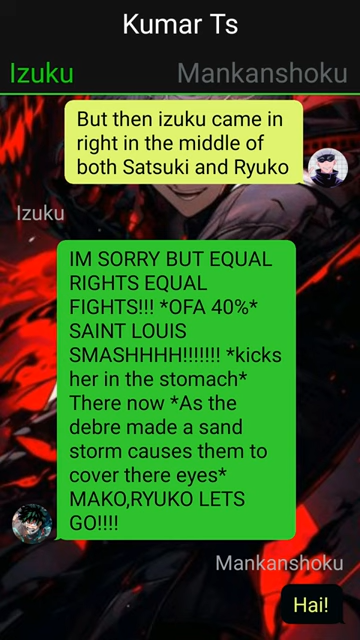 Kumar Ts
Izuku Mankanshoku
But then izuku came in
right in the middle of
both Satsuki and Ryuko
Izuku
IM SORRY BUT EQUAL
RIGHTS EQUAL
FIGHTS!!! *OFA 40%*
SAINT LOUIS
SMASHHHH!!!!!!! *kicks
her in the stomach*
There now *As the
debre made a sand
storm causes them to
cover there eyes*
MAKO,RYUKO LETS
GO!!!!
Mankanshoku
Hai!